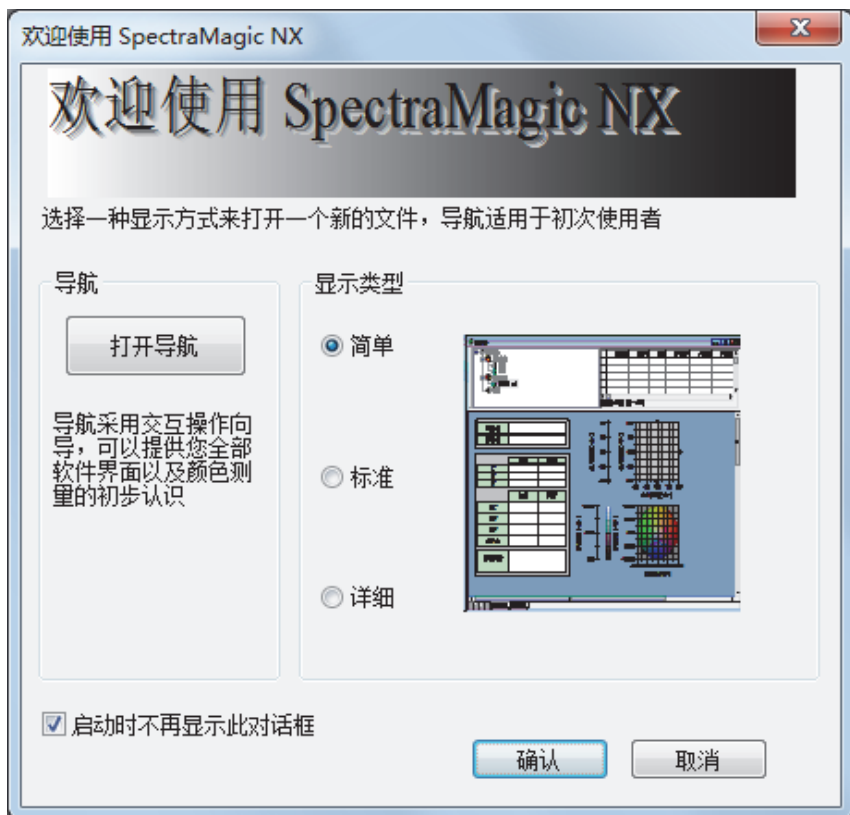 欢迎使用 SpectraMagic NX
欢迎使用 SpectraMagic NX
选择一种显示方式来打开一个新的文件，导航适用于初次使用者
导航
打开导航
导航采用交互操作向
导，可以提供您全部
软件界面以及颜色测
量的初步认识
显示类型
简单
标准
详细
启动时不再显示此对话框
确认
取消